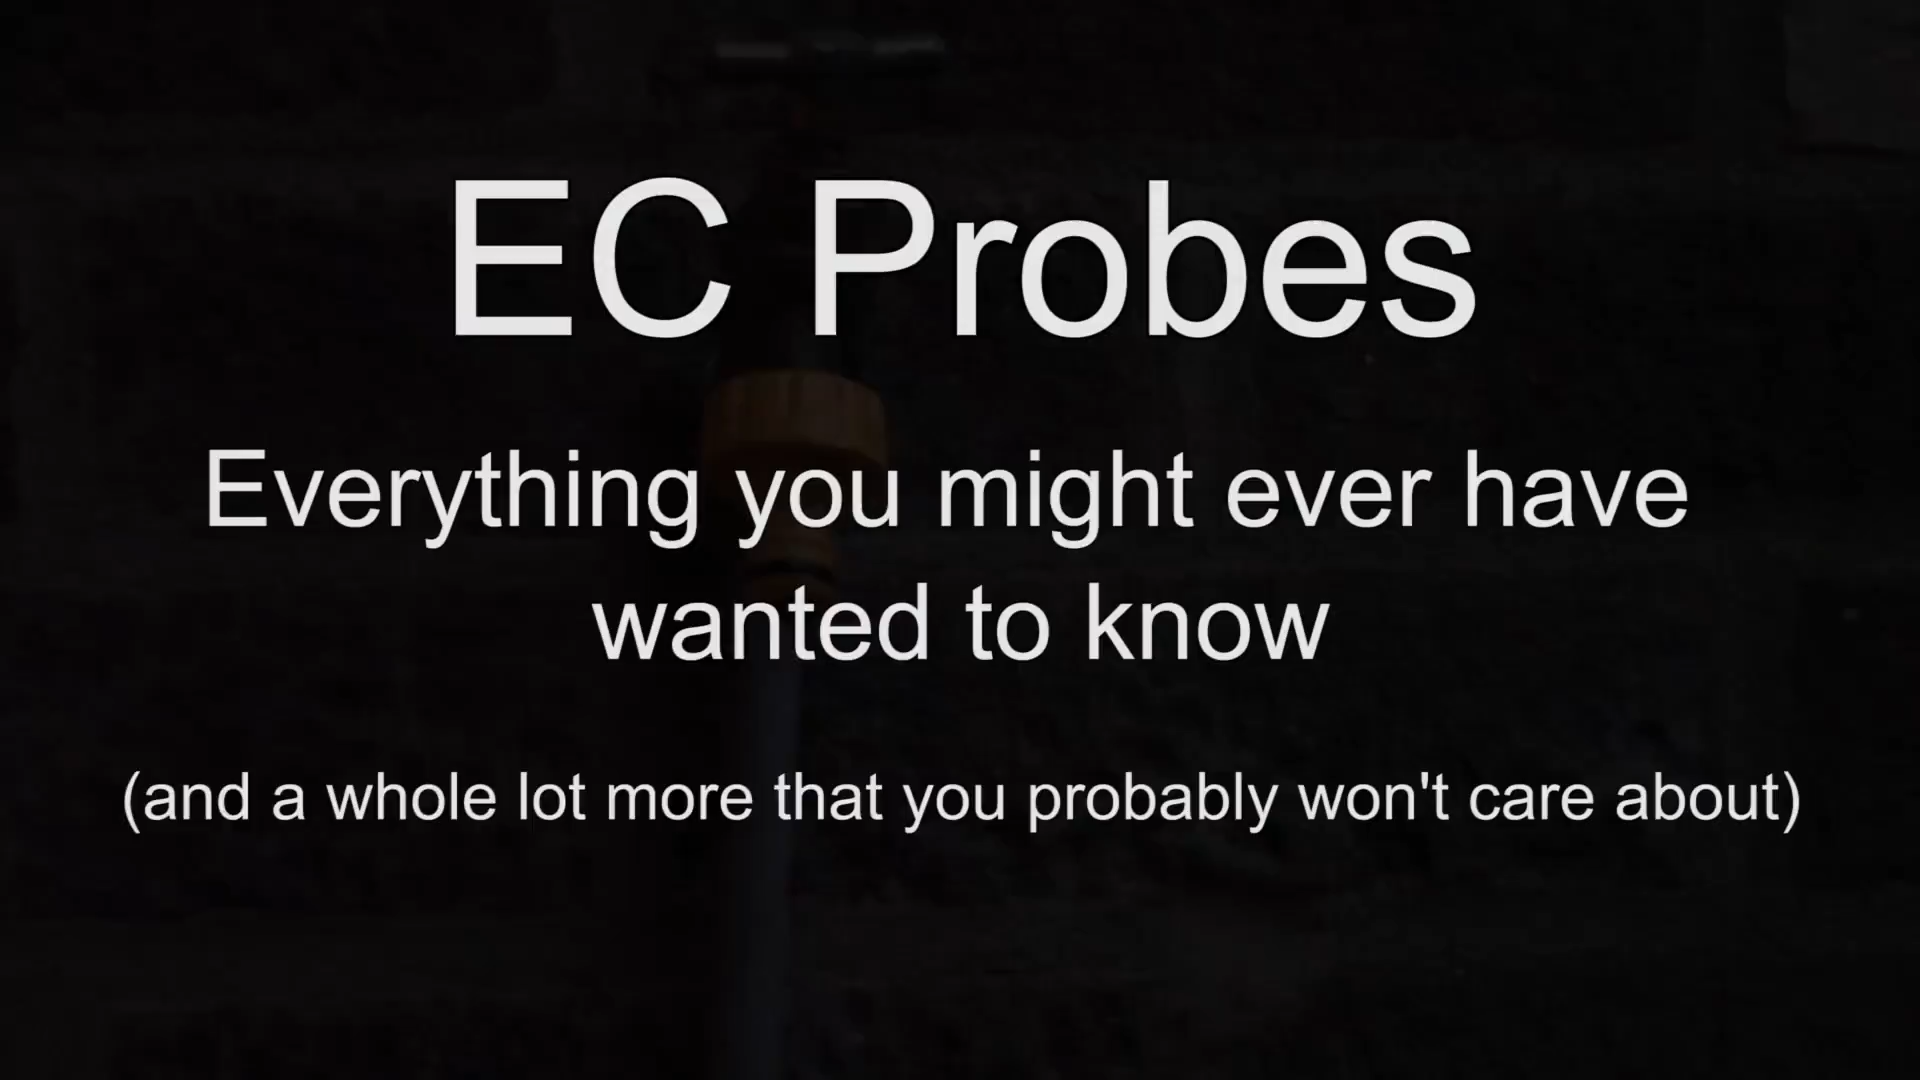 EC Probes
Everything you might ever have
wanted to know
(and a whole lot more that you probably won't care about)